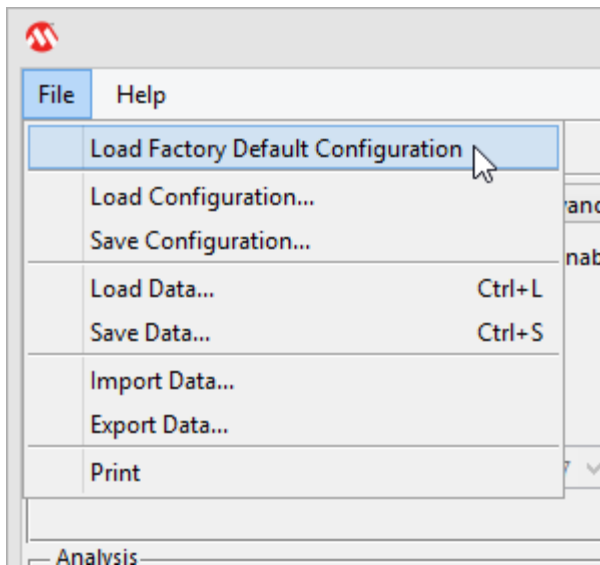 File Help
Load Factory Default Configuration
Load Configuration...
Save Configuration...
Load Data... Ctrl+L
Save Data... Ctrl+S
Import Data...
Export Data...
Print
Analysis